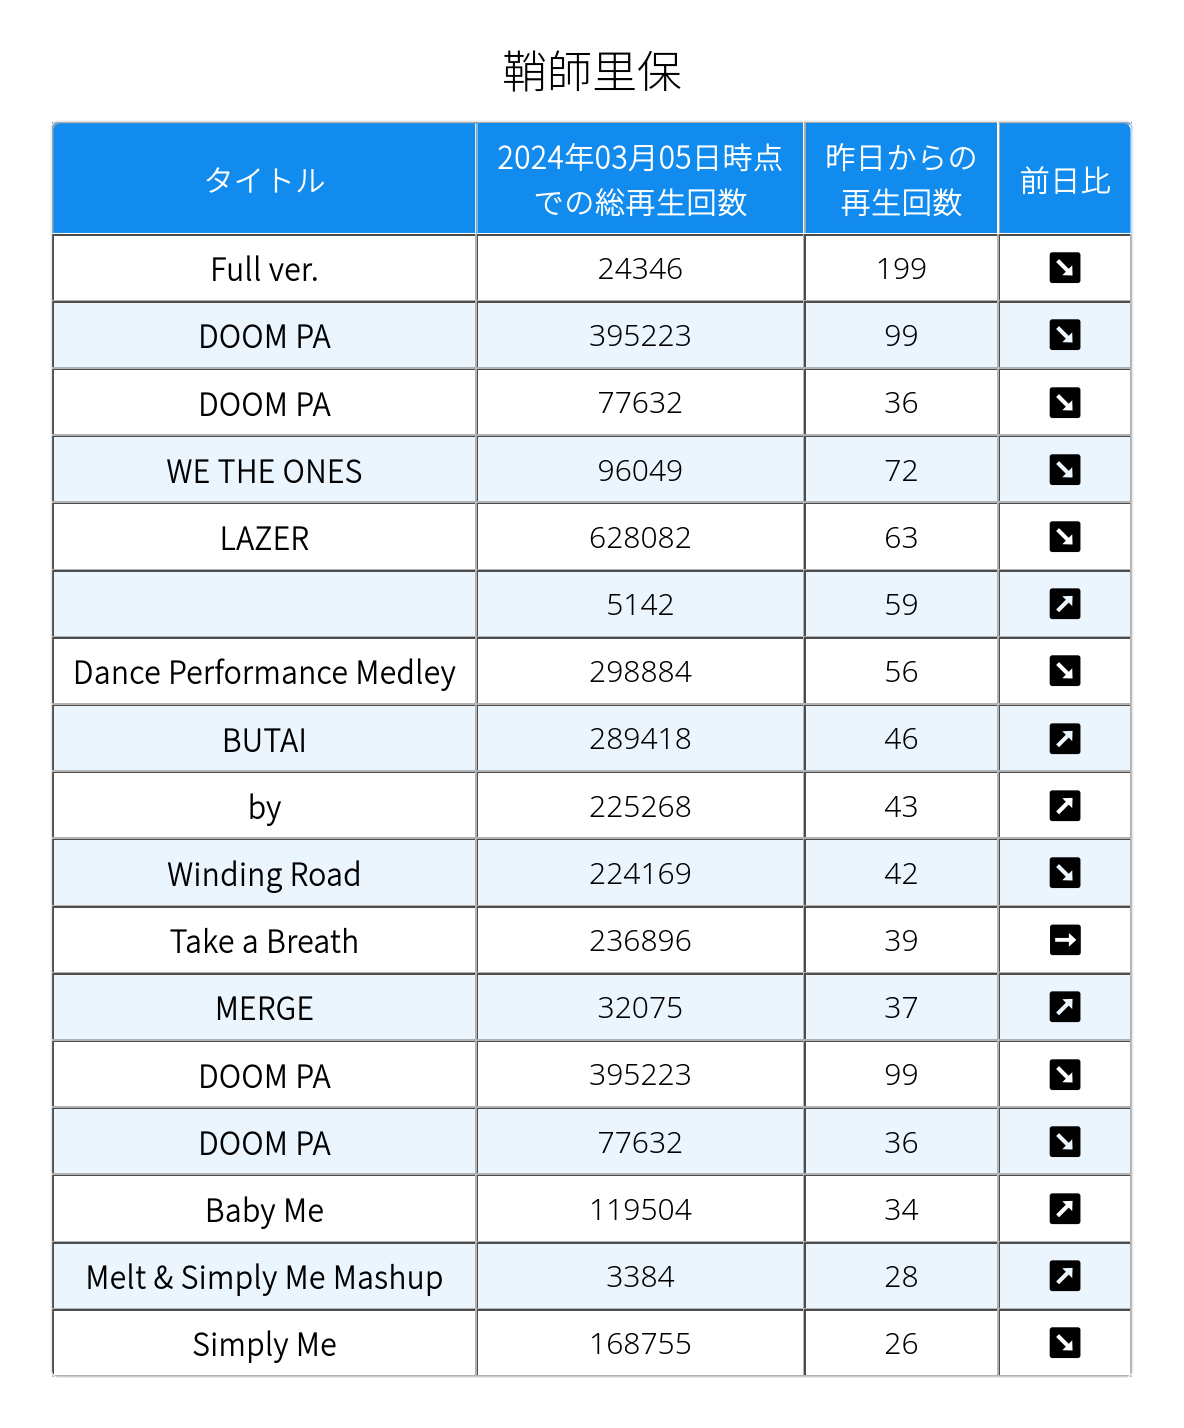 鞘師里保
タイトル 2024年03月05日時点での総再生回数 昨日からの再生回数 前日比
Full ver. 24346 199 ↘
DOOM PA 395223 99 ↘
DOOM PA 77632 36 ↘
WE THE ONES 96049 72 ↘
LAZER 628082 63 ↘
5142 59 ↗
Dance Performance Medley 298884 56 ↘
BUTAI 289418 46 ↗
by 225268 43 ↗
Winding Road 224169 42 ↘
Take a Breath 236896 39 →
MERGE 32075 37 ↗
DOOM PA 395223 99 ↘
DOOM PA 77632 36 ↘
Baby Me 119504 34 ↗
Melt & Simply Me Mashup 3384 28 ↗
Simply Me 168755 26 ↘